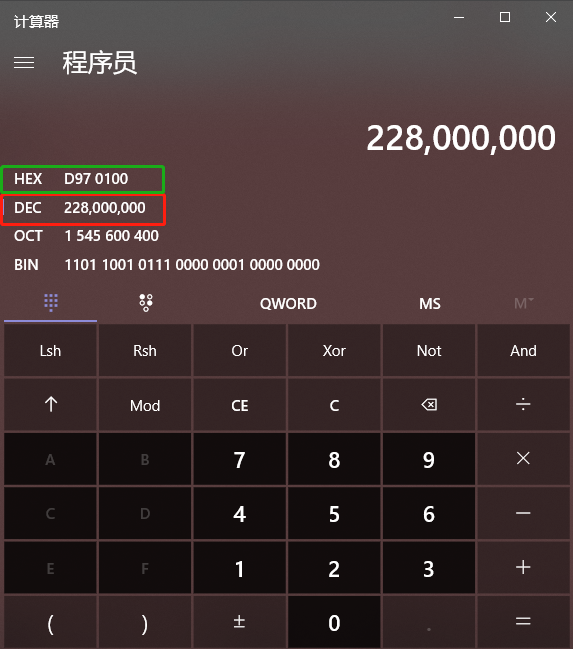 计算器
程序员
228,000,000
HEX D97 0100
DEC 228,000,000
OCT 1 545 600 400
BIN 1101 1001 0111 0000 0001 0000 0000
QWORD MS M˅
Lsh Rsh Or Xor Not And
↑ Mod CE C ⌫ ÷
A B 7 8 9 ×
C D 4 5 6 −
E F 1 2 3 +
( ) ± 0 . =